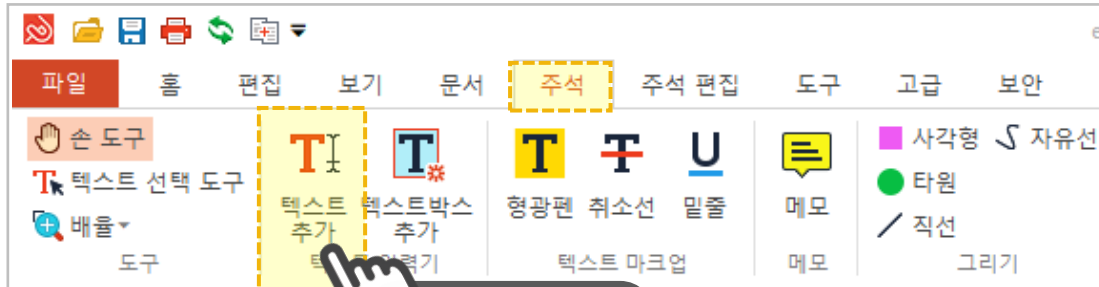 파일 홈 편집 보기 문서 주석 주석 편집 도구 고급 보안
손 도구
텍스트 선택 도구
배율
도구
텍스트
추가
텍스트박스
추가
형광펜 취소선 밑줄
텍스트 마크업
메모
메모
사각형 자유선
타원
직선
그리기